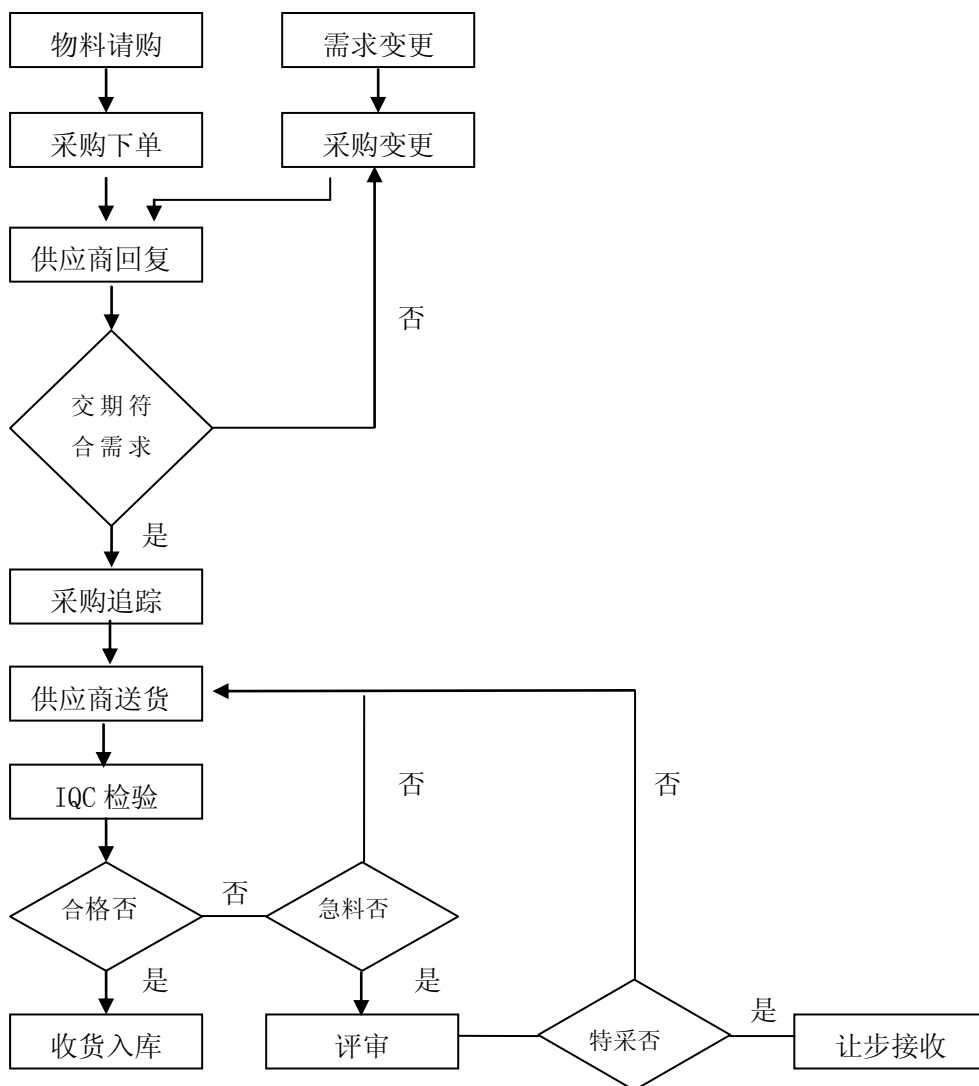 物料请购
需求变更
采购下单
采购变更
供应商回复
否
交期符
合需求
是
采购追踪
供应商送货
否
否
IQC 检验
合格否
否
急料否
是
是
收货入库
评审
特采否
是
让步接收